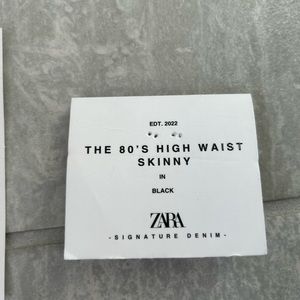 EDT. 2022
THE 80'S HIGH WAIST
SKINNY
IN
BLACK
ZARA
- SIGNATURE DENIM -